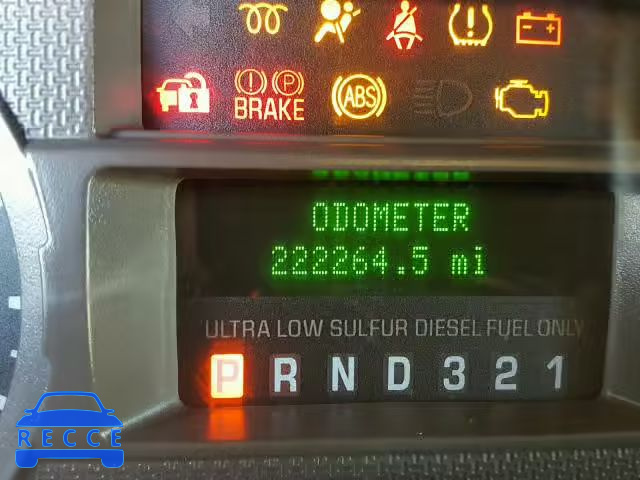 ABS
P
BRAKE
ODOMETER
222264.5 mi
ULTRA LOW SULFUR DIESEL FUEL ONLY
P R N D 3 2 1
RECCE